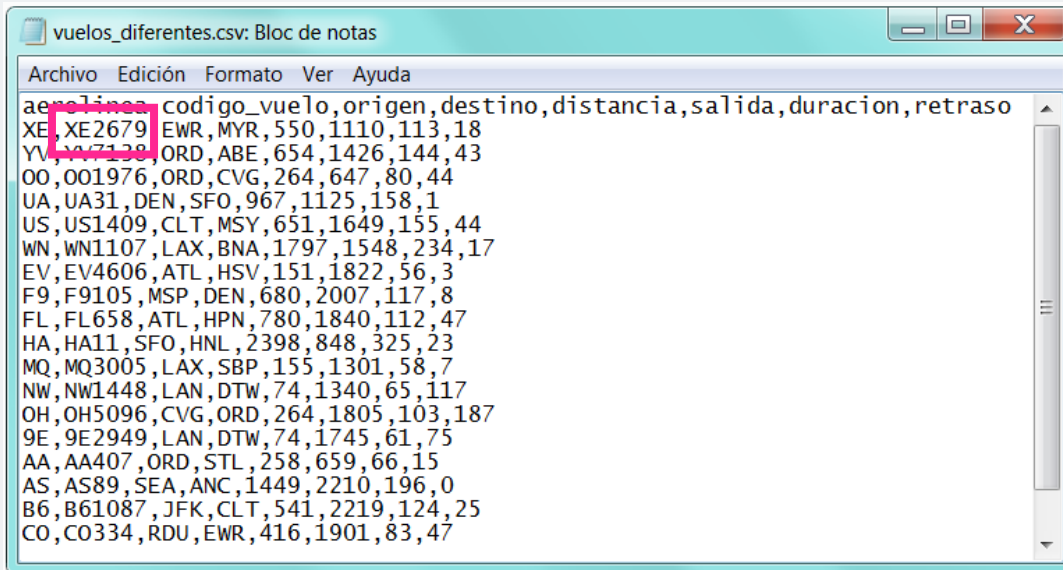 vuelos_diferentes.csv: Bloc de notas
Archivo Edición Formato Ver Ayuda
aerolinea,codigo_vuelo,origen,destino,distancia,salida,duracion,retraso
XE,XE2679,EWR,MYR,550,1110,113,18
YV,YV7138,ORD,ABE,654,1426,144,43
OO,OO1976,ORD,CVG,264,647,80,44
UA,UA31,DEN,SFO,967,1125,158,1
US,US1409,CLT,MSY,651,1649,155,44
WN,WN1107,LAX,BNA,1797,1548,234,17
EV,EV4606,ATL,HSV,151,1822,56,3
F9,F9105,MSP,DEN,680,2007,117,8
FL,FL658,ATL,HPN,780,1840,112,47
HA,HA11,SFO,HNL,2398,848,325,23
MQ,MQ3005,LAX,SBP,155,1301,58,7
NW,NW1448,LAN,DTW,74,1340,65,117
OH,OH5096,CVG,ORD,264,1805,103,187
9E,9E2949,LAN,DTW,74,1745,61,75
AA,AA407,ORD,STL,258,659,66,15
AS,AS89,SEA,ANC,1449,2210,196,0
B6,B61087,JFK,CLT,541,2219,124,25
CO,CO334,RDU,EWR,416,1901,83,47